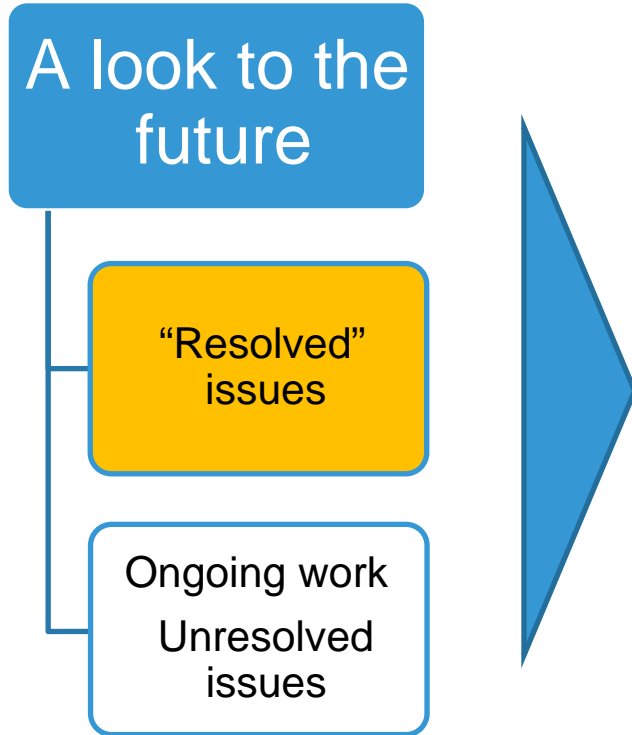 A look to the
future
“Resolved”
issues
Ongoing work
Unresolved
issues